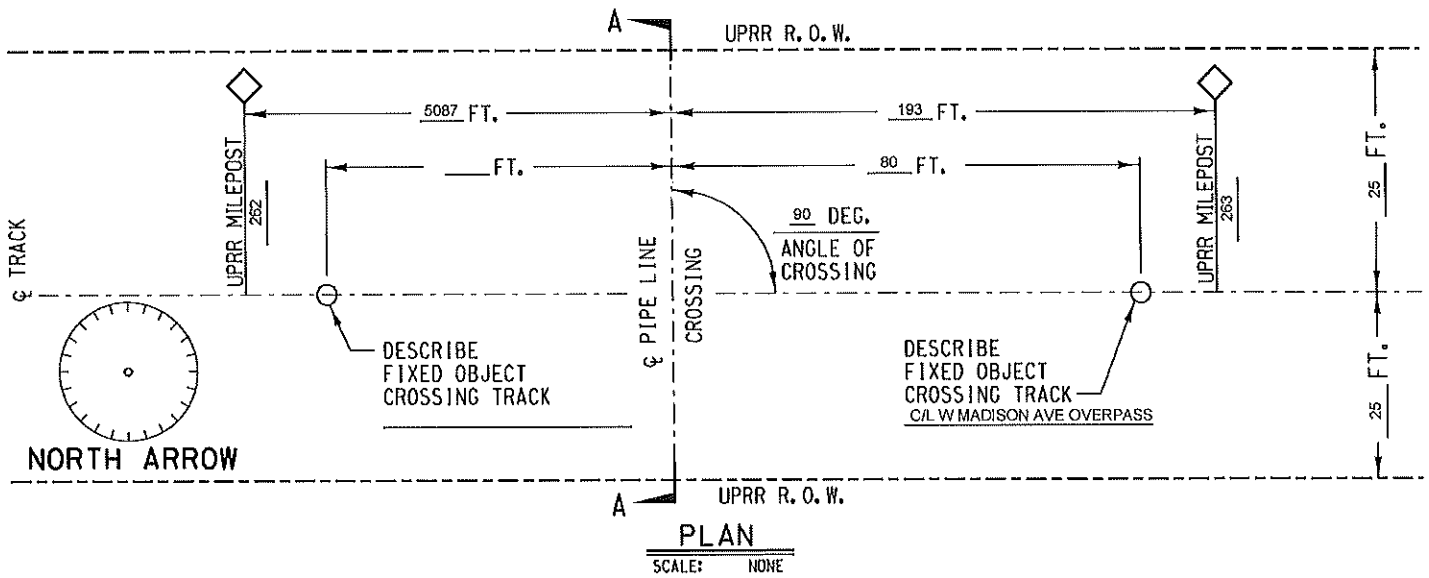 A
UPRR R.O.W.
5087 FT.
193 FT.
___FT.
80 FT.
UPRR MILEPOST
262
UPRR MILEPOST
263
25 FT.
25 FT.
90 DEG.
ANGLE OF
CROSSING
℄ TRACK
℄ PIPE LINE
CROSSING
DESCRIBE
FIXED OBJECT
CROSSING TRACK
DESCRIBE
FIXED OBJECT
CROSSING TRACK
C/L W MADISON AVE OVERPASS
NORTH ARROW
A
UPRR R.O.W.
PLAN
SCALE: NONE